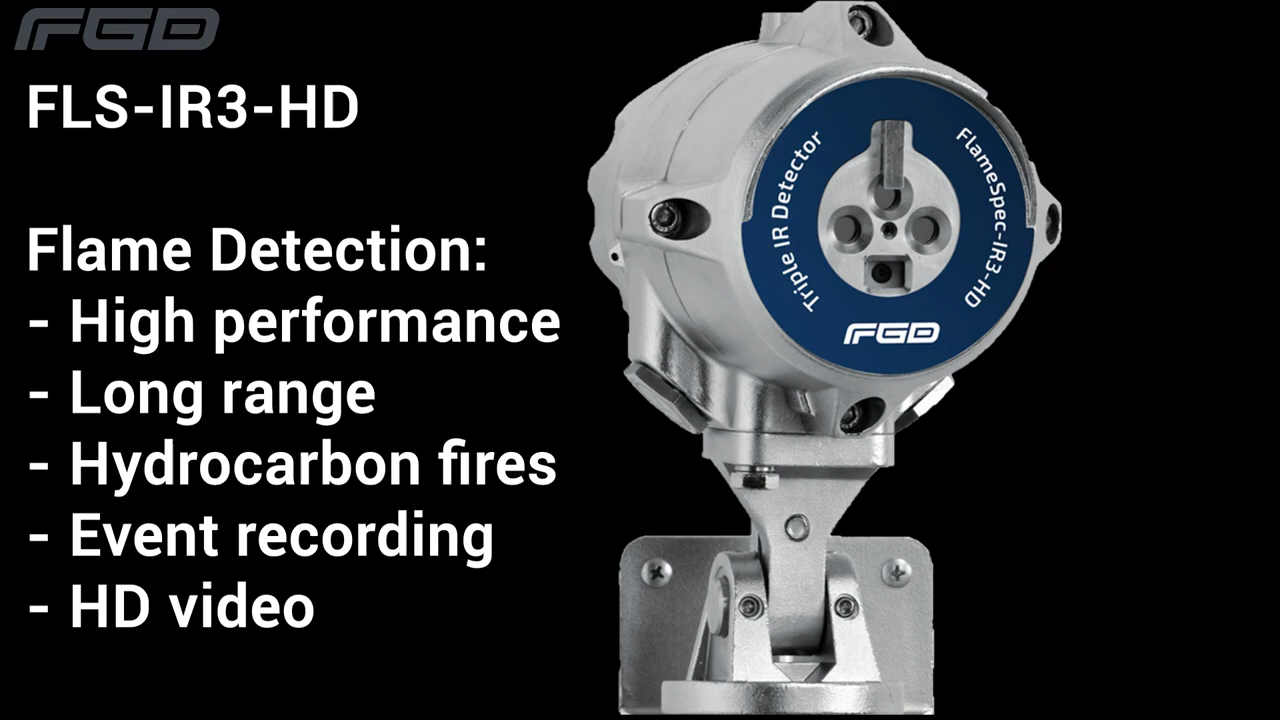 FGD
FLS-IR3-HD
Flame Detection:
- High performance
- Long range
- Hydrocarbon fires
- Event recording
- HD video
Triple IR Detector
FlameSpec-IR3-HD
FGD